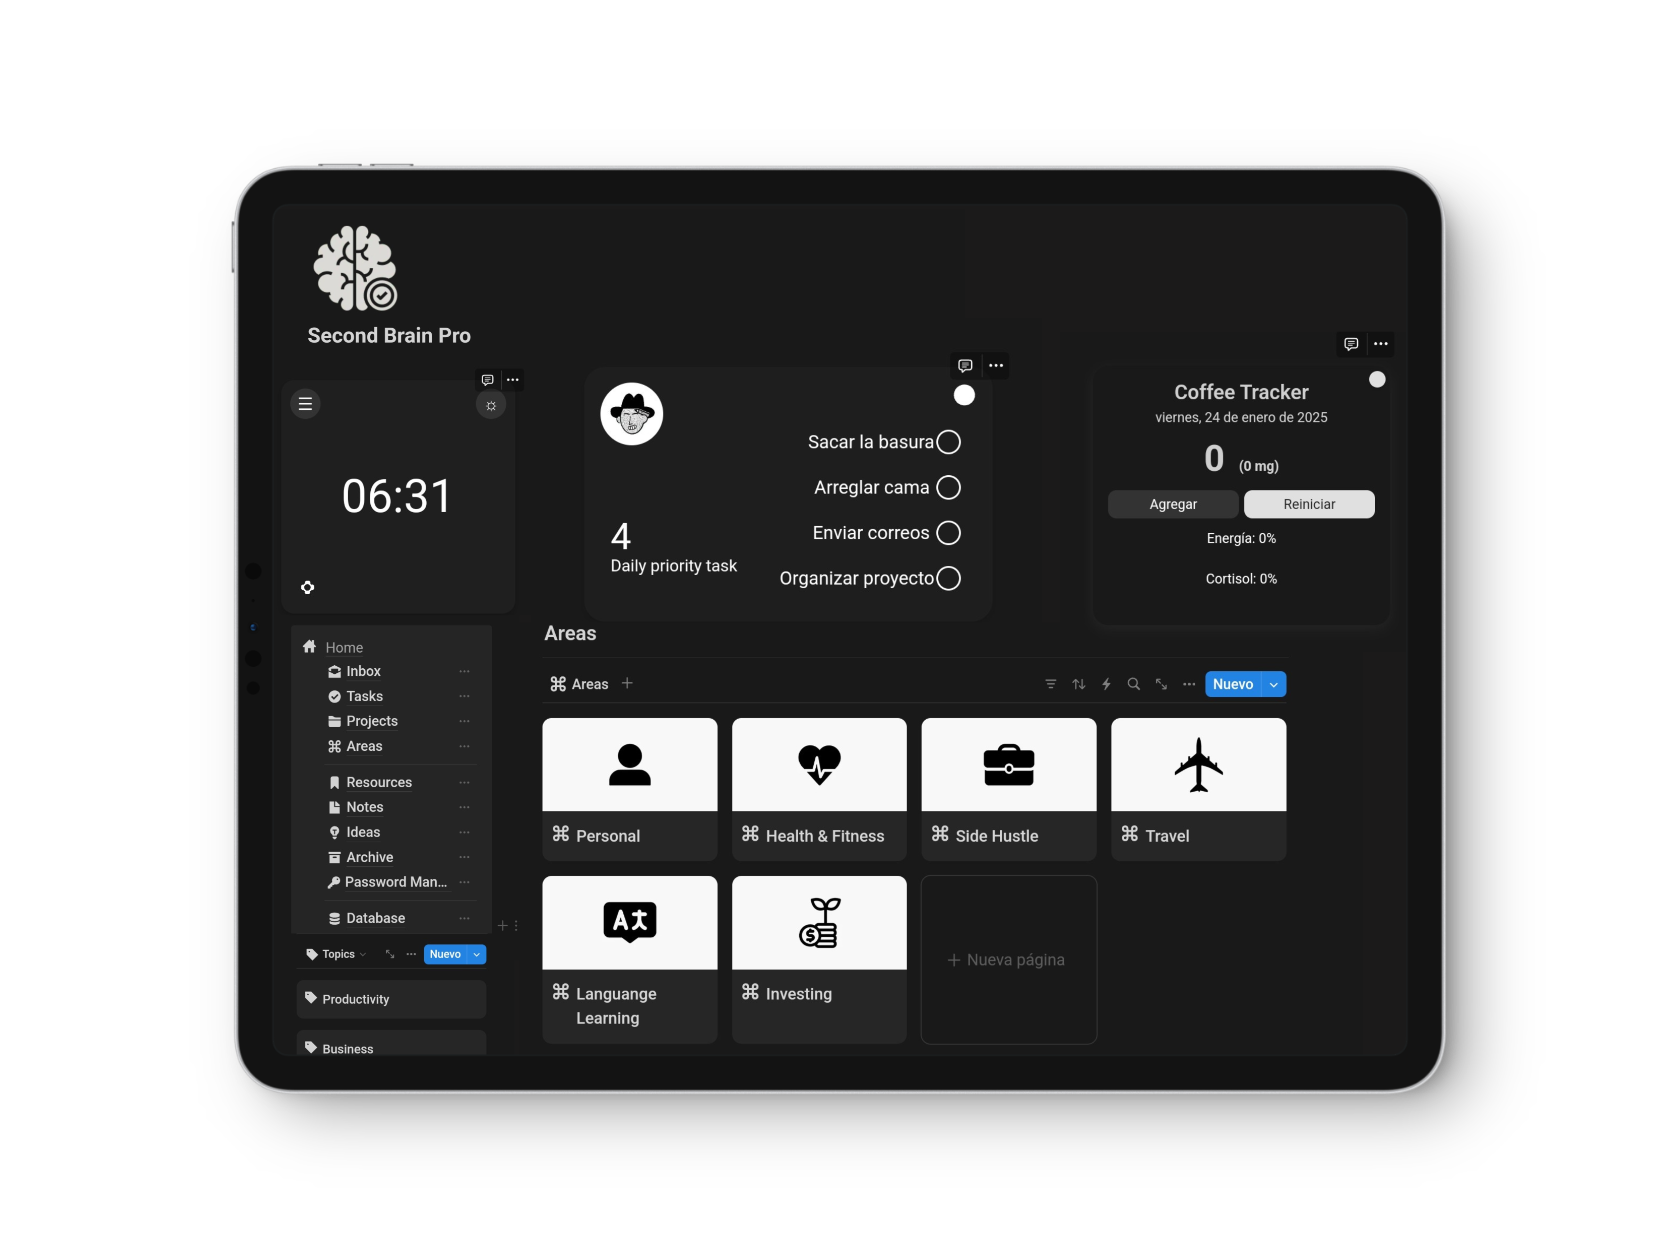 Second Brain Pro
06:31
Sacar la basura
Arreglar cama
Enviar correos
Organizar proyecto
4
Daily priority task
Coffee Tracker
viernes, 24 de enero de 2025
0 (0 mg)
Agregar Reiniciar
Energía: 0%
Cortisol: 0%
Home
Inbox
Tasks
Projects
Areas
Resources
Notes
Ideas
Archive
Password Man...
Database
Topics Nuevo
Productivity
Business
Areas
Areas Nuevo
Personal
Health & Fitness
Side Hustle
Travel
Languange
Learning
Investing
Nueva página